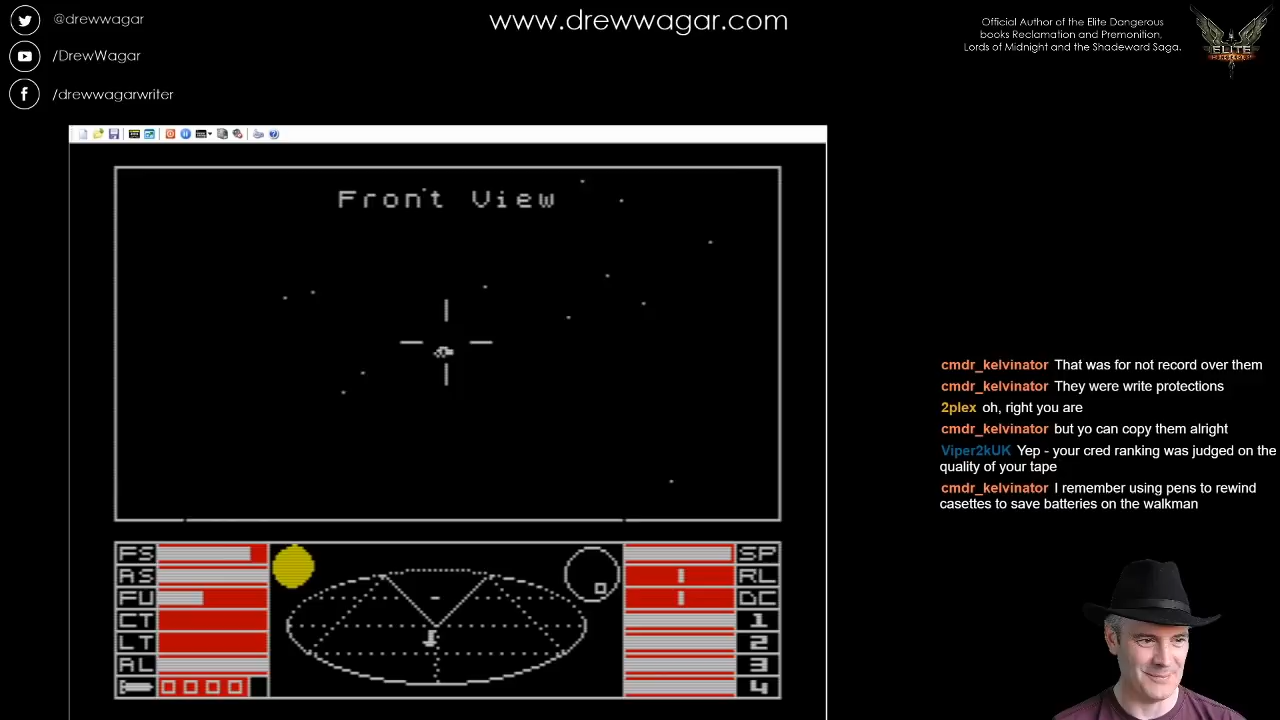 @drewwagar
/DrewWagar
/drewwagarwriter
www.drewwagar.com
Official Author of the Elite Dangerous
books Reclamation and Premonition,
Lords of Midnight and the Shadeward Saga.
ELITE
DANGEROUS
Front View
cmdr_kelvinator That was for not record over them
cmdr_kelvinator They were write protections
2plex oh, right you are
cmdr_kelvinator but yo can copy them alright
Viper2kUK Yep - your cred ranking was judged on the
quality of your tape
cmdr_kelvinator I remember using pens to rewind
casettes to save batteries on the walkman
FS
AS
FU
CT
LT
AL
SP
RL
DC
1
2
3
4